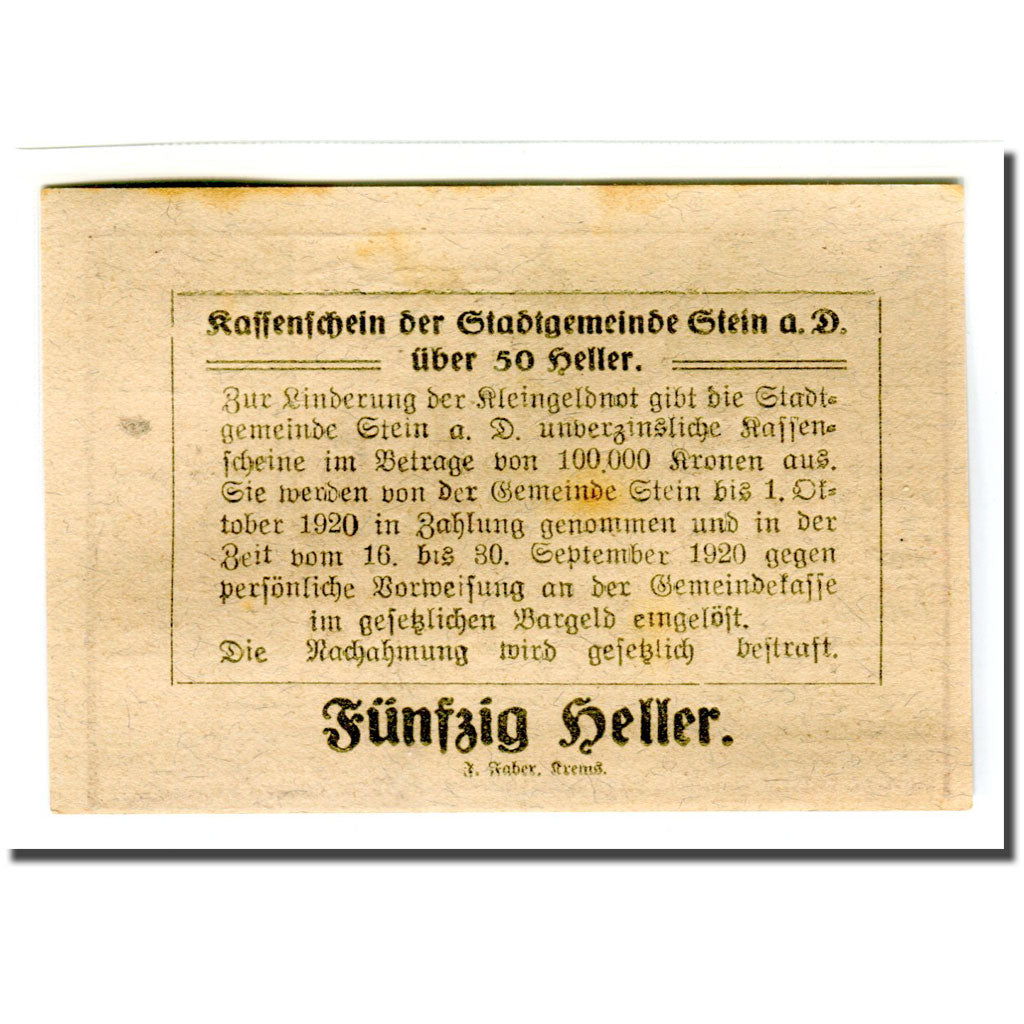 Kassenschein der Stadtgemeinde Stein a. D.
über 50 Heller.
Zur Linderung der Kleingeldnot gibt die Stadt-
gemeinde Stein a. D. unverzinsliche Kassen-
scheine im Betrage von 100,000 Kronen aus.
Sie werden von der Gemeinde Stein bis 1. Ok-
tober 1920 in Zahlung genommen und in der
Zeit vom 16. bis 30. September 1920 gegen
persönliche Vorweisung an der Gemeindekasse
im gesetzlichen Bargeld eingelöst.
Die Nachahmung wird gesetzlich bestraft.
Fünfzig Heller.
F. Faber, Krems.